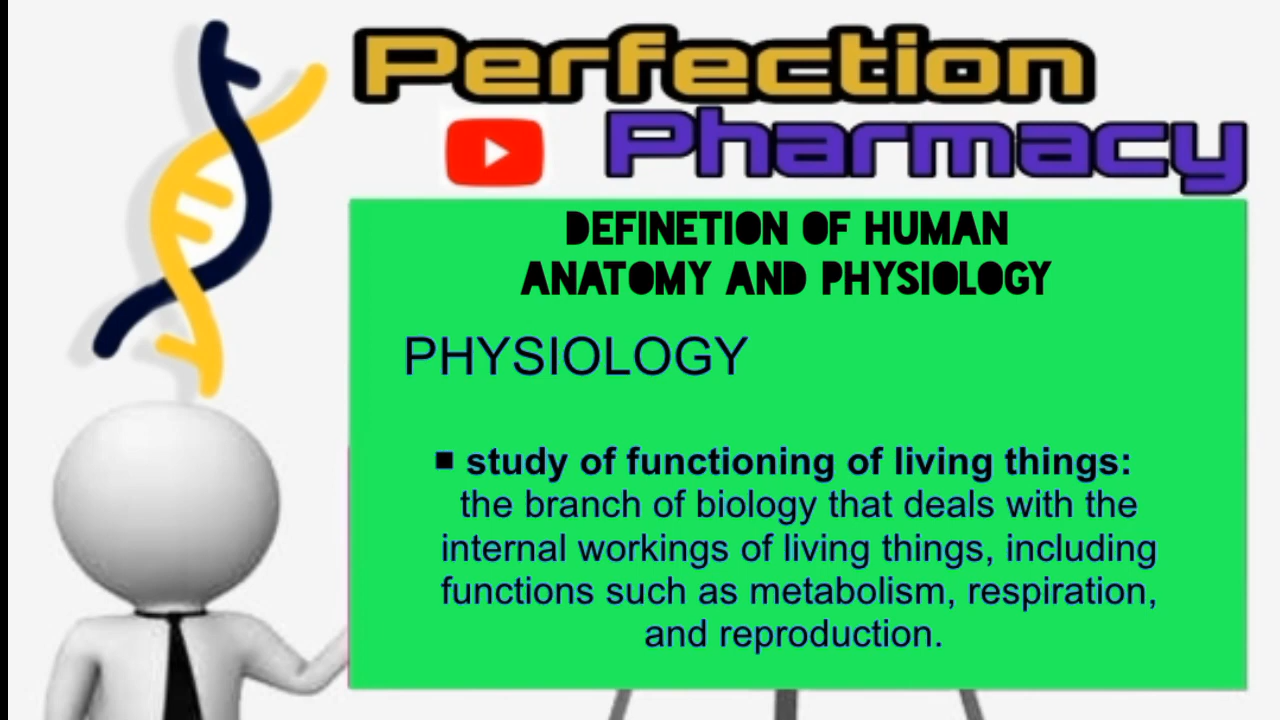 Perfection
Pharmacy
DEFINETION OF HUMAN
ANATOMY AND PHYSIOLOGY
PHYSIOLOGY
▪ study of functioning of living things:
the branch of biology that deals with the
internal workings of living things, including
functions such as metabolism, respiration,
and reproduction.